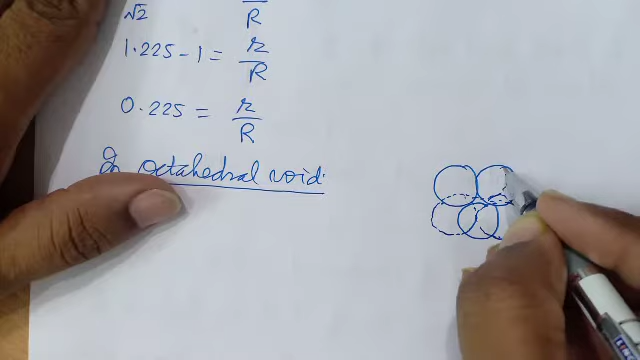 √2 R
1.225 - 1 = r/R
0.225 = r/R
In octahedral void: